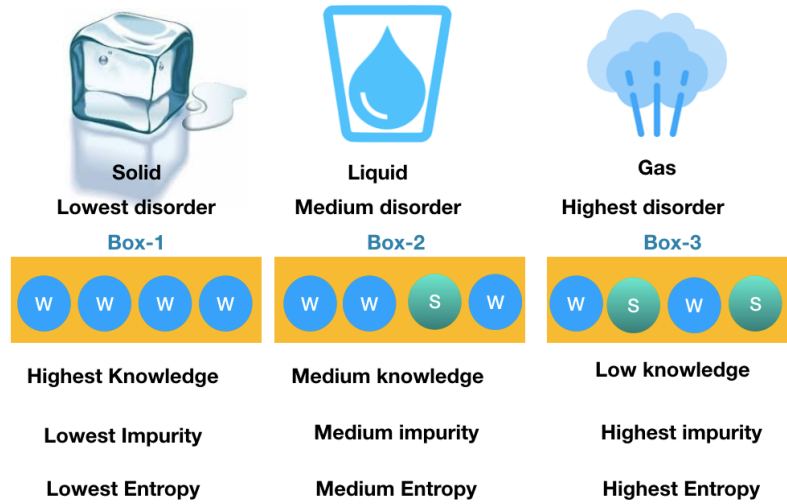 Solid
Liquid
Gas
Lowest disorder
Medium disorder
Highest disorder
Box-1
Box-2
Box-3
W W W W
W W S W
W S W S
Highest Knowledge
Medium knowledge
Low knowledge
Lowest Impurity
Medium impurity
Highest impurity
Lowest Entropy
Medium Entropy
Highest Entropy